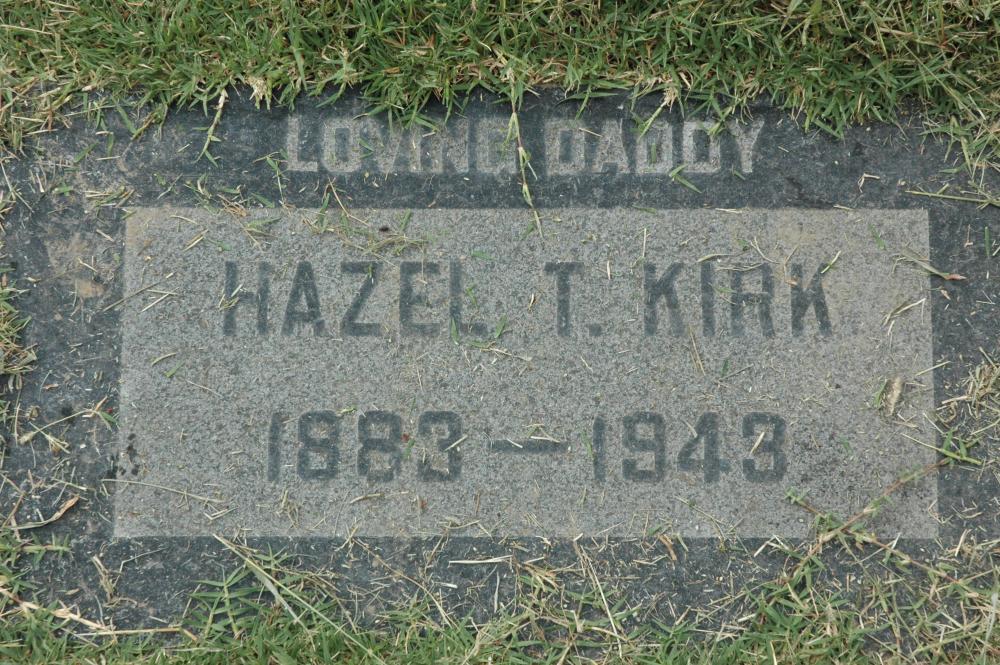 LOVING DADDY
HAZEL T. KIRK
1883 — 1943